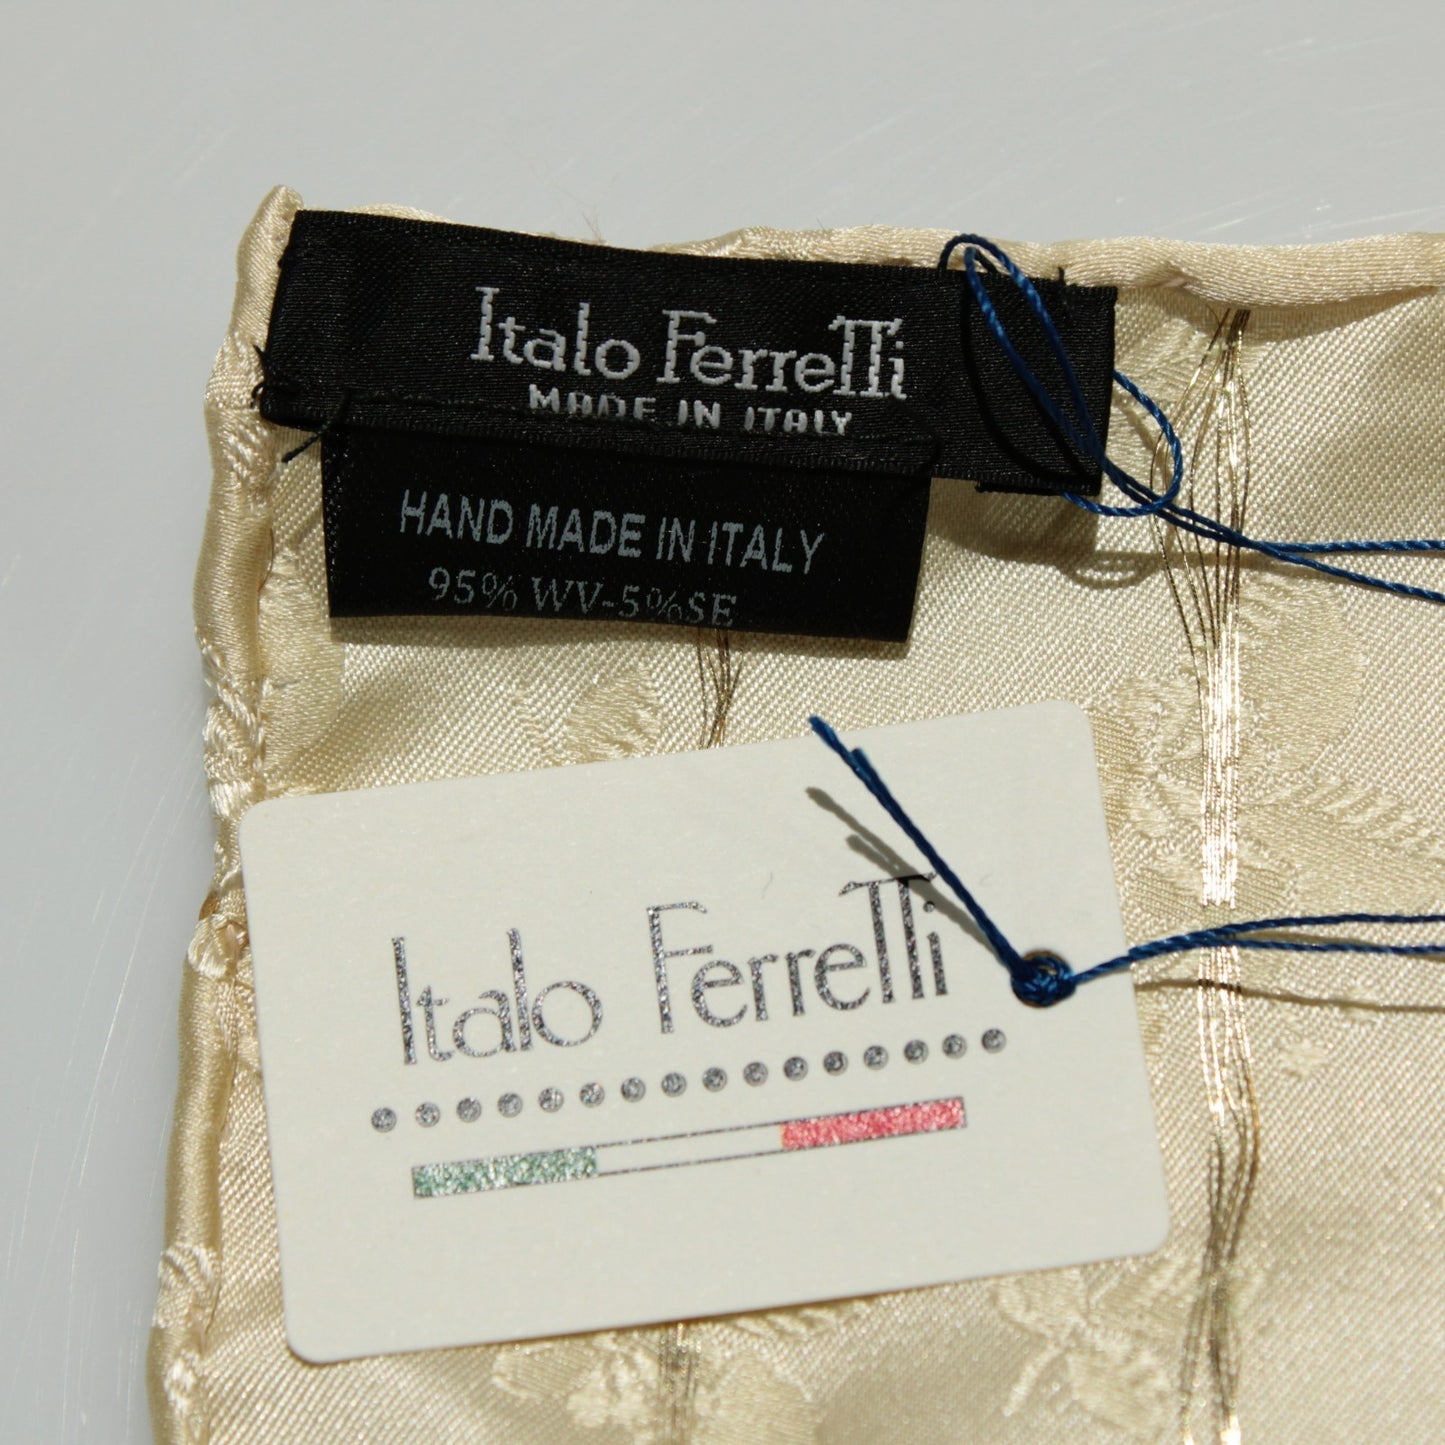 Italo Ferretti
MADE IN ITALY
HAND MADE IN ITALY
95% WV-5%SE
Italo Ferretti